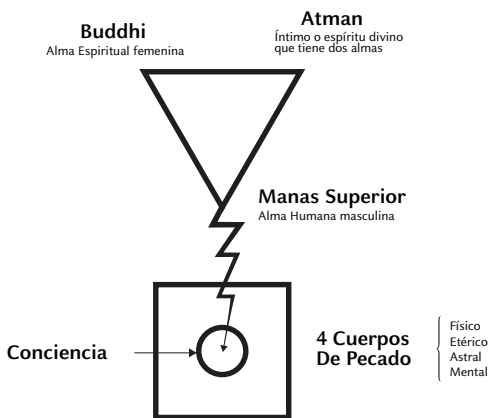 Buddhi
Alma Espiritual femenina
Atman
Íntimo o espíritu divino
que tiene dos almas
Manas Superior
Alma Humana masculina
Conciencia
4 Cuerpos
De Pecado
Físico
Etérico
Astral
Mental